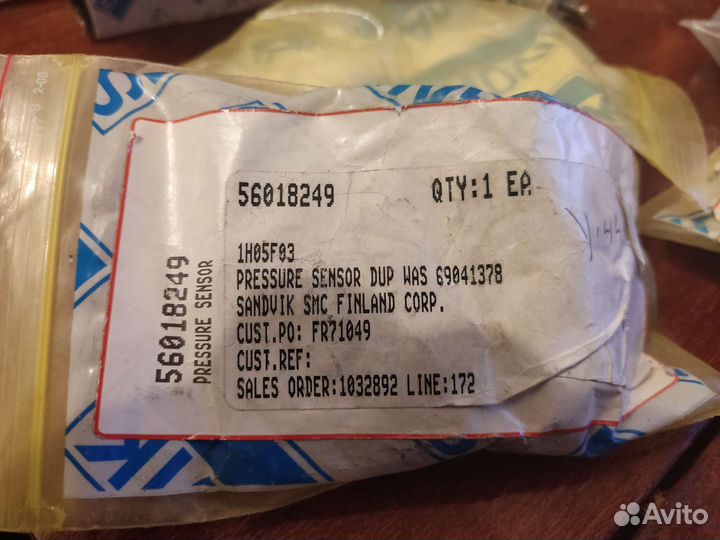 56018249 QTY:1 EA
1H05F03
PRESSURE SENSOR DUP WAS 69041378
SANDVIK SMC FINLAND CORP.
CUST.PO: FR71049
CUST.REF:
SALES ORDER:1032892 LINE:172
56018249
PRESSURE SENSOR
Avito